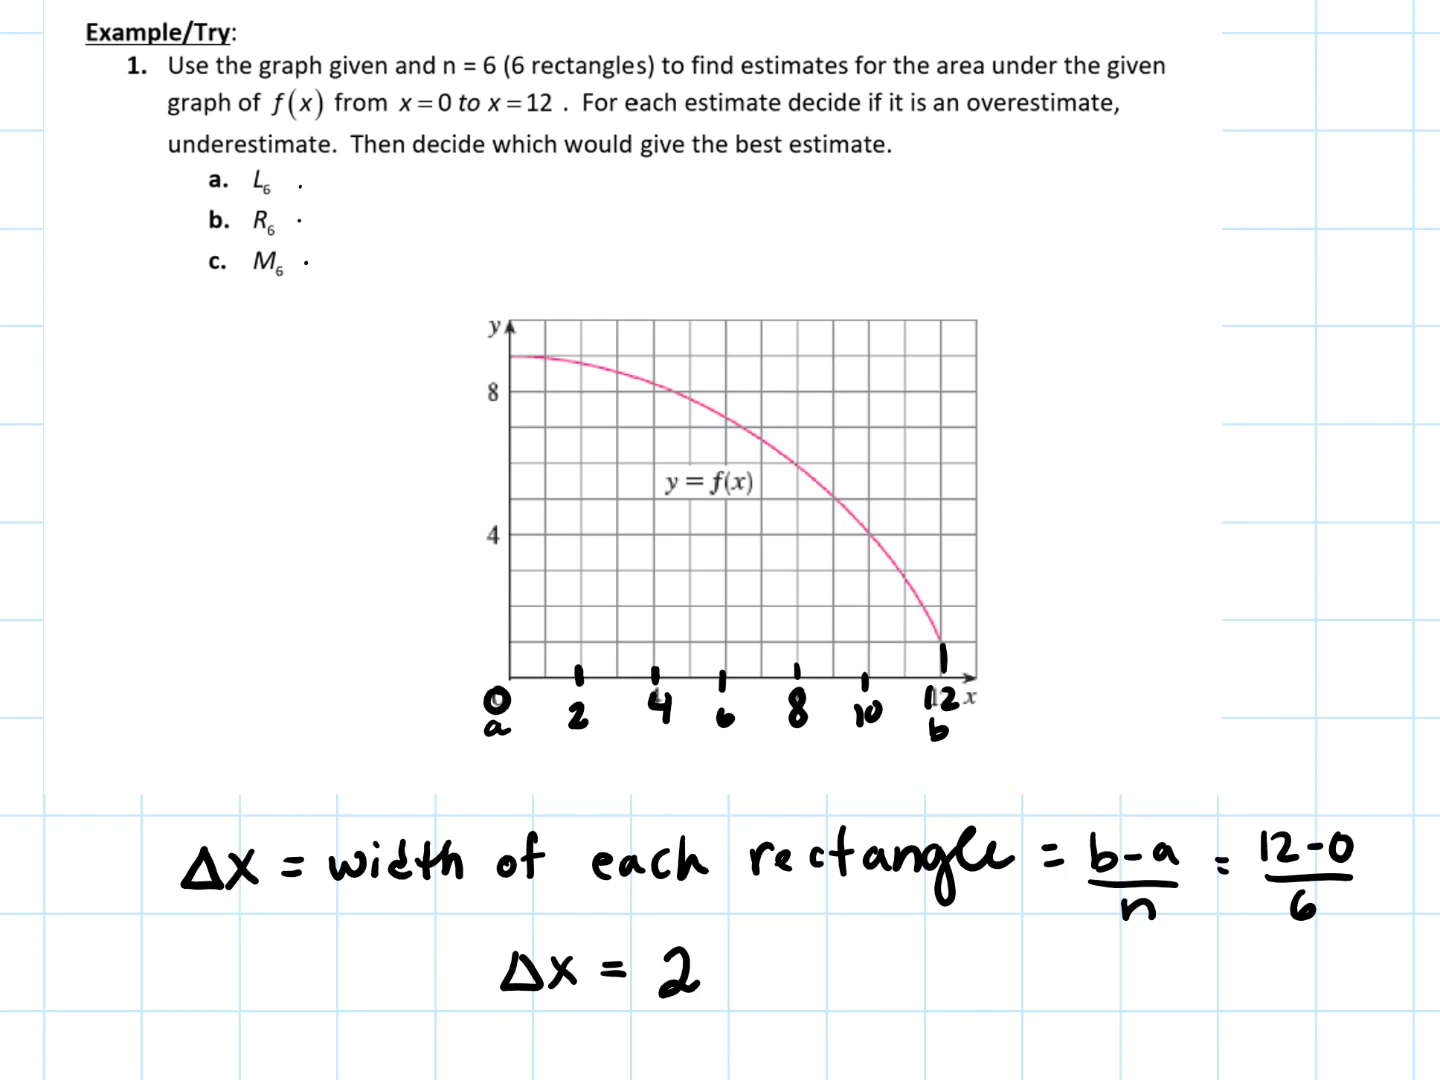 Example/Try:
1. Use the graph given and n = 6 (6 rectangles) to find estimates for the area under the given
graph of f(x) from x = 0 to x = 12 . For each estimate decide if it is an overestimate,
underestimate. Then decide which would give the best estimate.
a. L₆ .
b. R₆ .
c. M₆ .
y
8
y = f(x)
4
0 2 4 6 8 10 12 x
a b
Δx = width of each rectangle = b-a/n = 12-0/6
Δx = 2